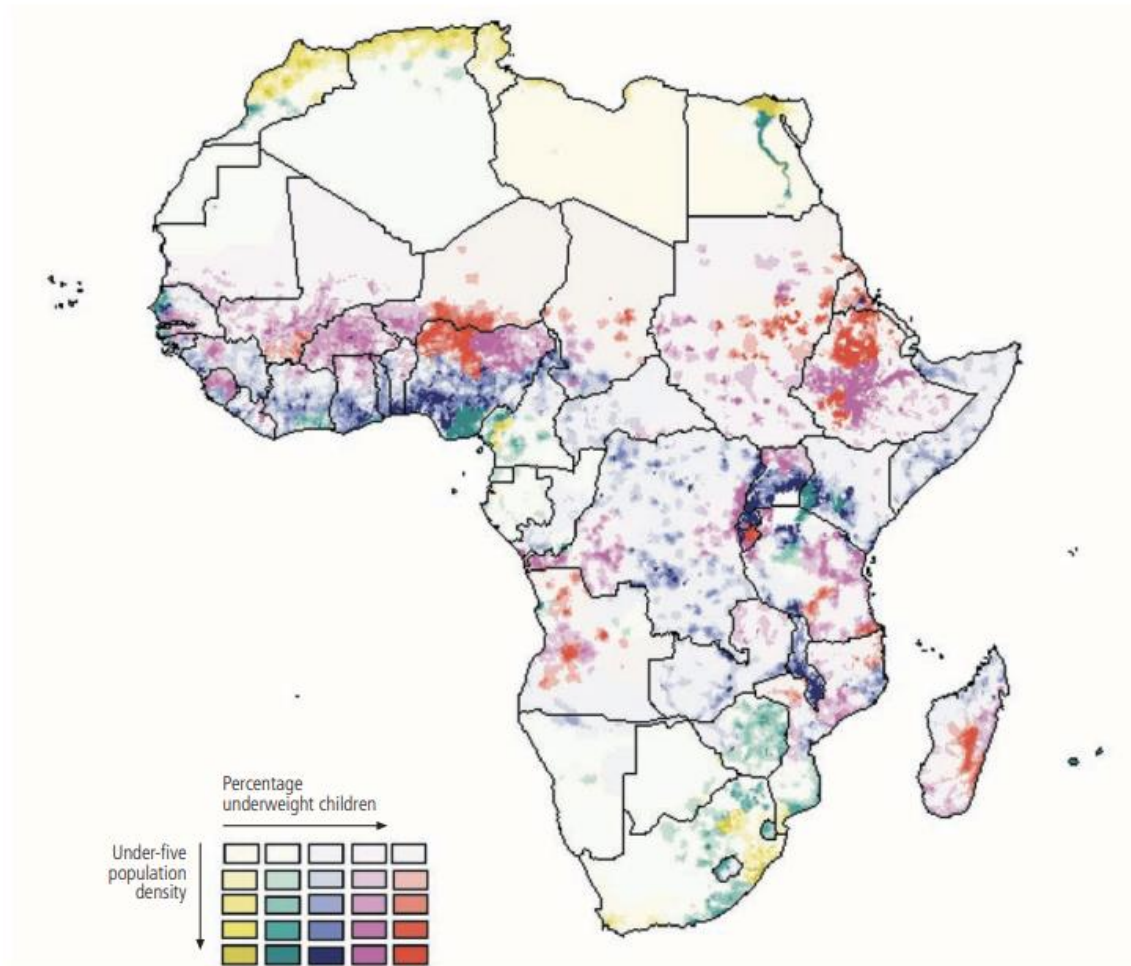 Percentage
underweight children
Under-five
population
density